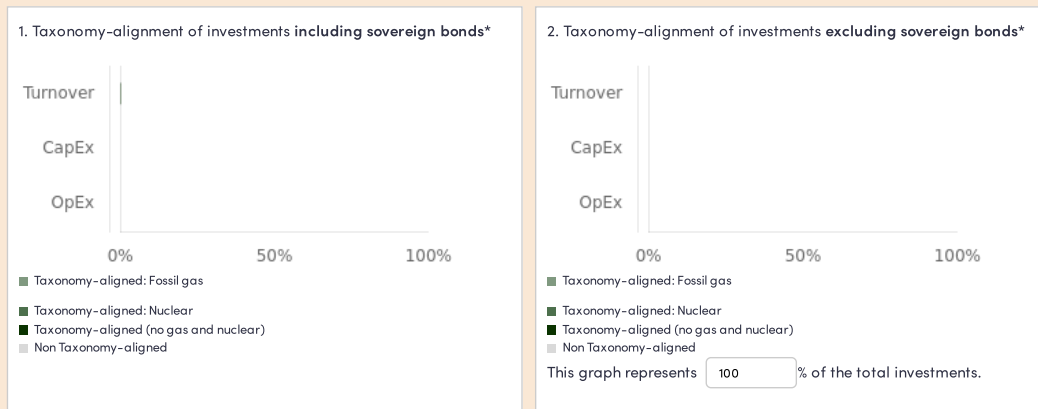 1. Taxonomy-alignment of investments including sovereign bonds*
Turnover
CapEx
OpEx
0% 50% 100%
Taxonomy-aligned: Fossil gas
Taxonomy-aligned: Nuclear
Taxonomy-aligned (no gas and nuclear)
Non Taxonomy-aligned
2. Taxonomy-alignment of investments excluding sovereign bonds*
Turnover
CapEx
OpEx
0% 50% 100%
Taxonomy-aligned: Fossil gas
Taxonomy-aligned: Nuclear
Taxonomy-aligned (no gas and nuclear)
Non Taxonomy-aligned
This graph represents 100 % of the total investments.